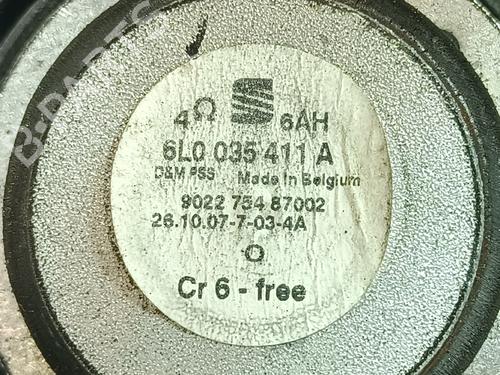 4Ω 6AH
6L0 035 411 A
D&M PSS Made in Belgium
9022 754 87002
26.10.07-7-03-4A
O
Cr 6 - free
B-PARTS